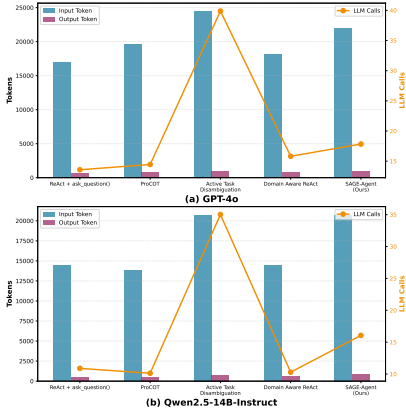 Input Token
Output Token
LLM Calls
25000
20000
15000
10000
5000
0
Tokens
40
35
30
25
20
15
LLM Calls
ReAct + ask_question()
ProCOT
Active Task
Disambiguation
Domain Aware ReAct
SAGE-Agent
(Ours)
(a) GPT-4o
Input Token
Output Token
LLM Calls
20000
17500
15000
12500
10000
7500
5000
2500
0
Tokens
35
30
25
20
15
10
LLM Calls
ReAct + ask_question()
ProCOT
Active Task
Disambiguation
Domain Aware ReAct
SAGE-Agent
(Ours)
(b) Qwen2.5-14B-Instruct